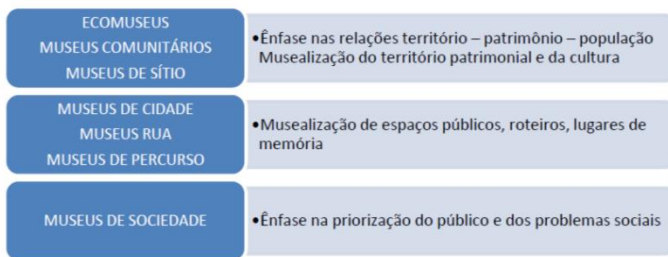 ECOMUSEUS
MUSEUS COMUNITÁRIOS
MUSEUS DE SÍTIO
•Ênfase nas relações território – patrimônio – população
Musealização do território patrimonial e da cultura
MUSEUS DE CIDADE
MUSEUS RUA
MUSEUS DE PERCURSO
•Musealização de espaços públicos, roteiros, lugares de
memória
MUSEUS DE SOCIEDADE
•Ênfase na priorização do público e dos problemas sociais